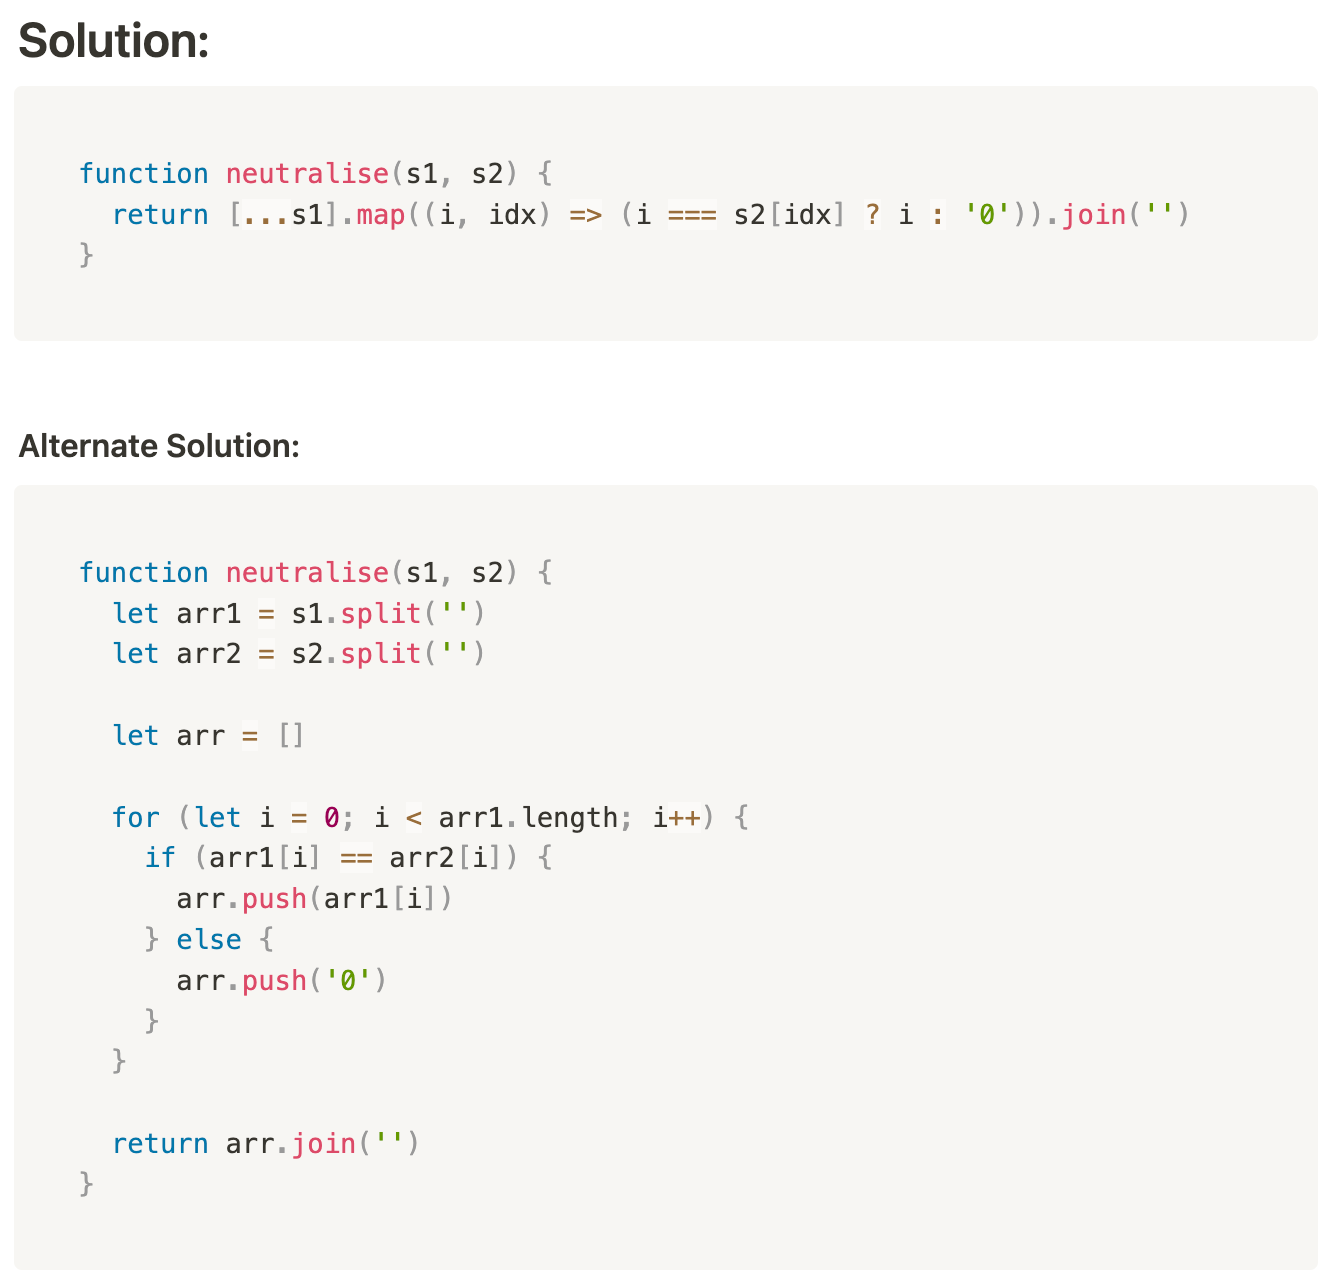 Solution:
function neutralise(s1, s2) {
  return [...s1].map((i, idx) => (i === s2[idx] ? i : '0')).join('')
}
Alternate Solution:
function neutralise(s1, s2) {
  let arr1 = s1.split('')
  let arr2 = s2.split('')
  let arr = []
  for (let i = 0; i < arr1.length; i++) {
    if (arr1[i] == arr2[i]) {
      arr.push(arr1[i])
    } else {
      arr.push('0')
    }
  }
  return arr.join('')
}